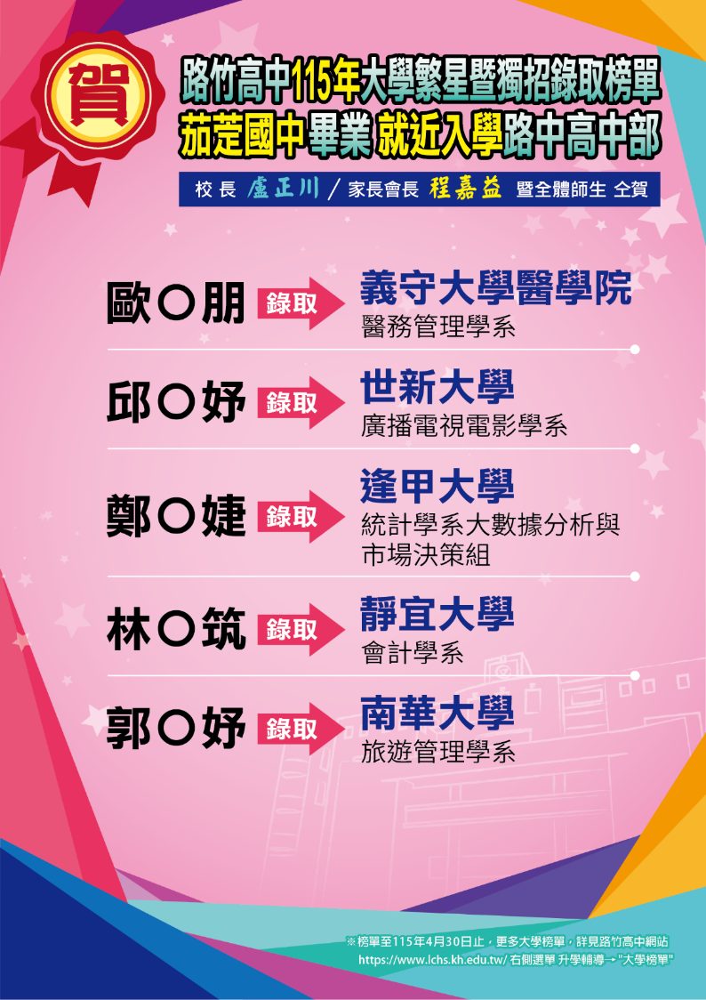 賀
路竹高中115年大學繁星暨獨招錄取榜單
茄萣國中畢業 就近入學路中高中部
校長 盧正川 / 家長會長 程嘉益 暨全體師生 仝賀
歐〇朋 錄取 義守大學醫學院
醫務管理學系
邱〇妤 錄取 世新大學
廣播電視電影學系
鄭〇婕 錄取 逢甲大學
統計學系大數據分析與
市場決策組
林〇筑 錄取 靜宜大學
會計學系
郭〇妤 錄取 南華大學
旅遊管理學系
※榜單至115年4月30日止，更多大學榜單，詳見路竹高中網站
https://www.lchs.kh.edu.tw/ 右側選單 升學輔導→ "大學榜單"